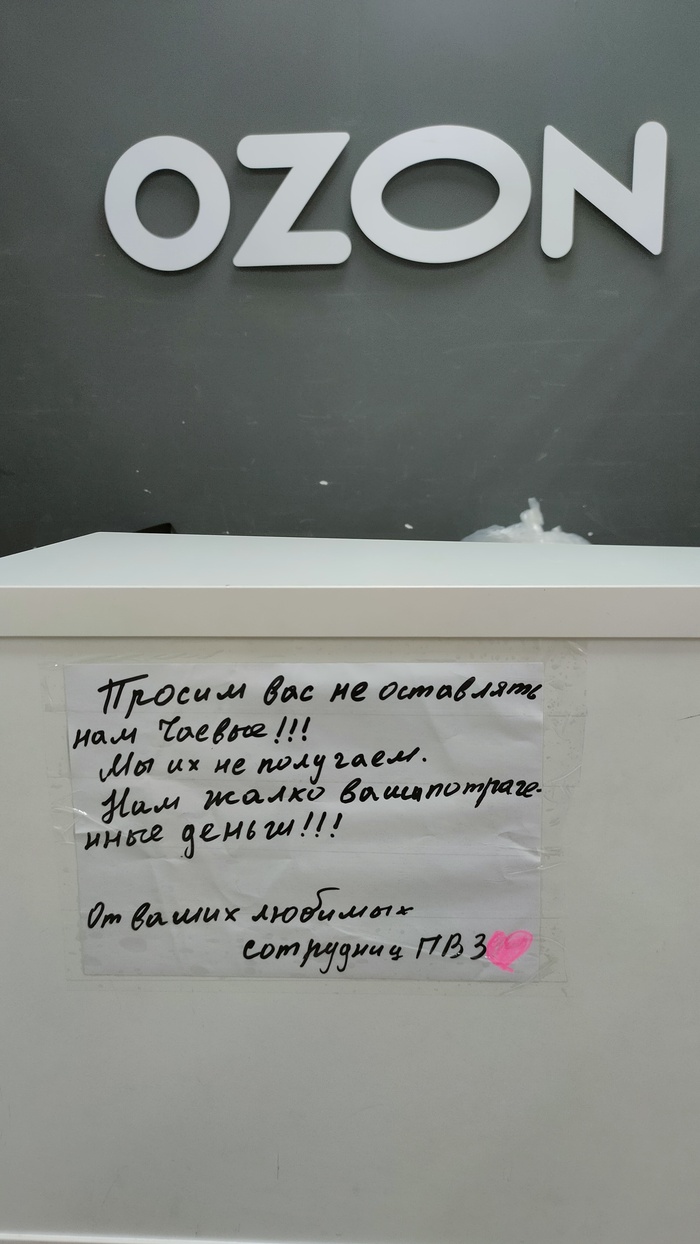 OZON
Просим вас не оставлять
нам Чаевые!!!
Мы их не получаем.
Нам жалко ваши потраче-
нные деньги!!!
От ваших любимых
сотрудниц ПВЗ